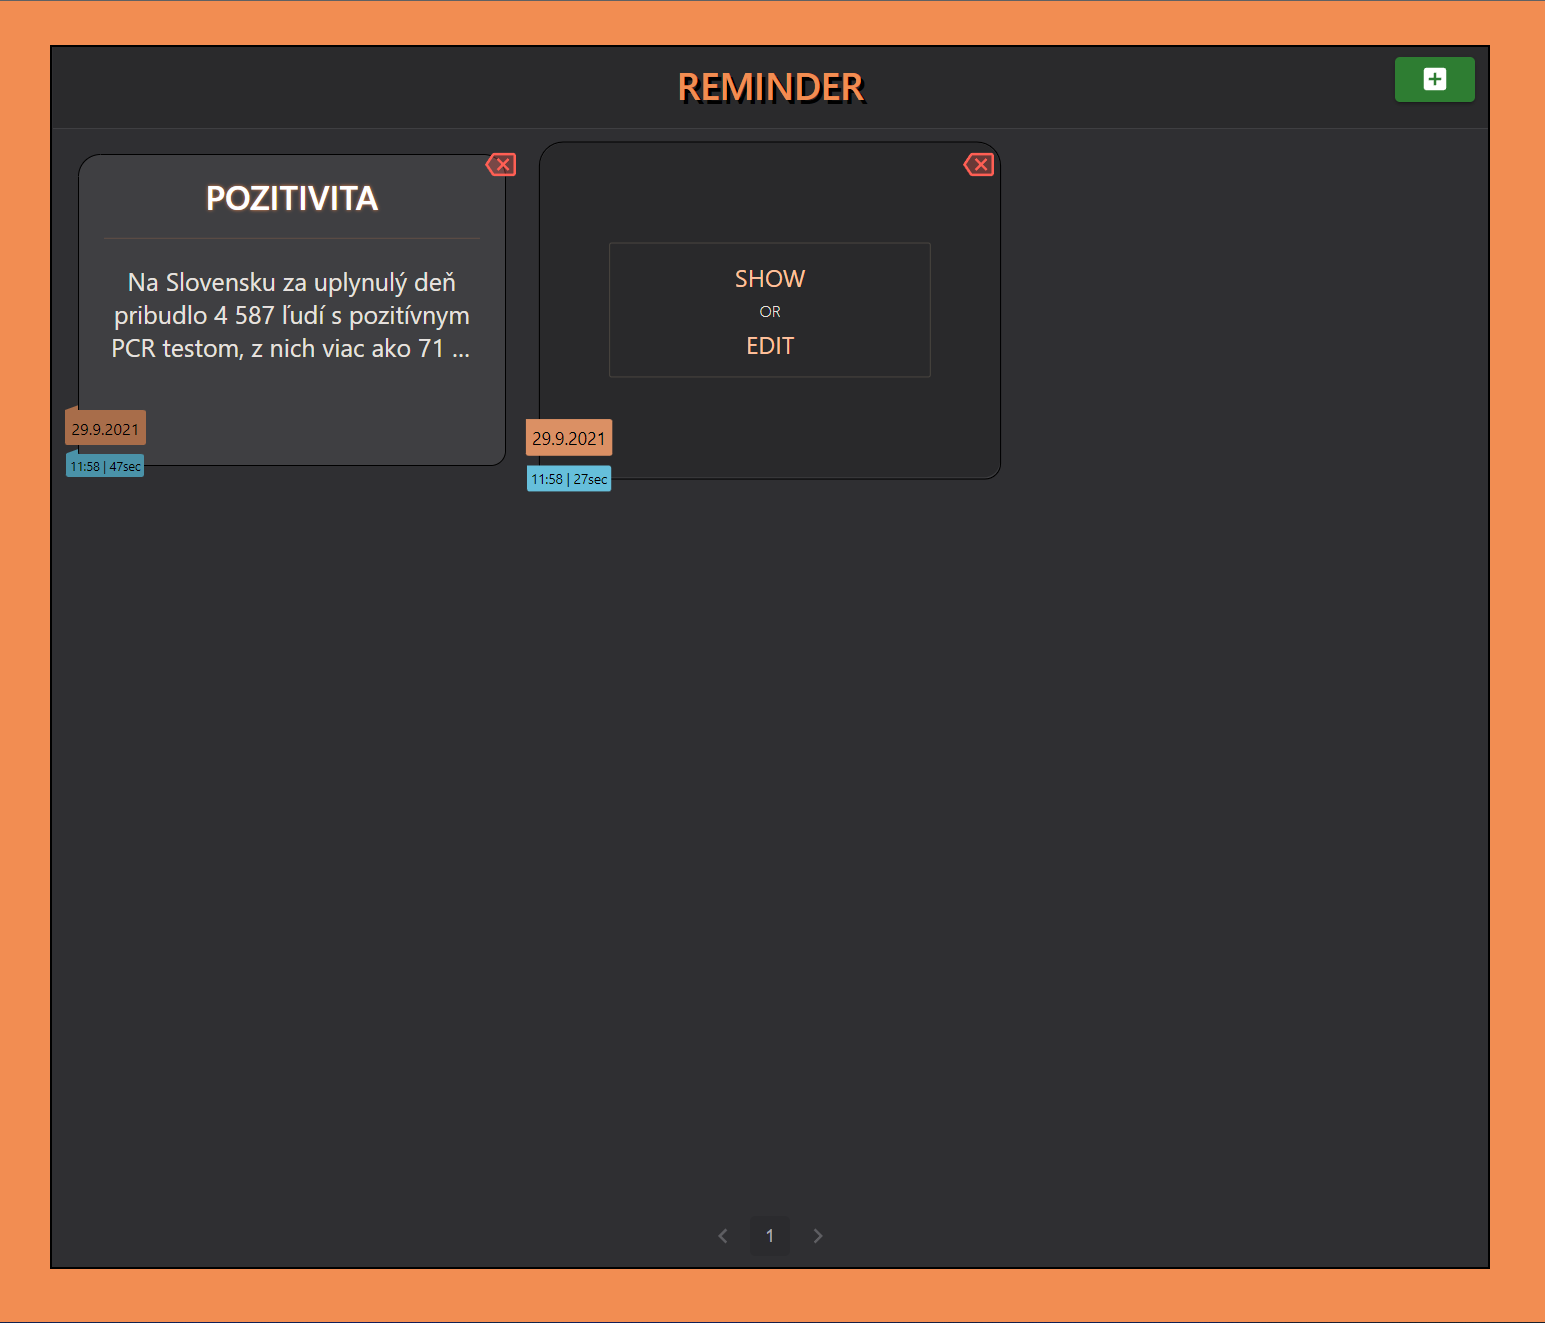 REMINDER
POZITIVITA
Na Slovensku za uplynulý deň
pribudlo 4 587 ľudí s pozitívnym
PCR testom, z nich viac ako 71 ...
29.9.2021
11:58 | 47sec
SHOW
OR
EDIT
29.9.2021
11:58 | 27sec
1